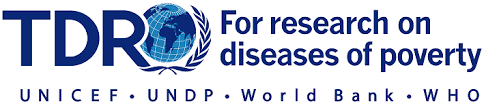 TDR For research on
diseases of poverty
UNICEF • UNDP • World Bank • WHO